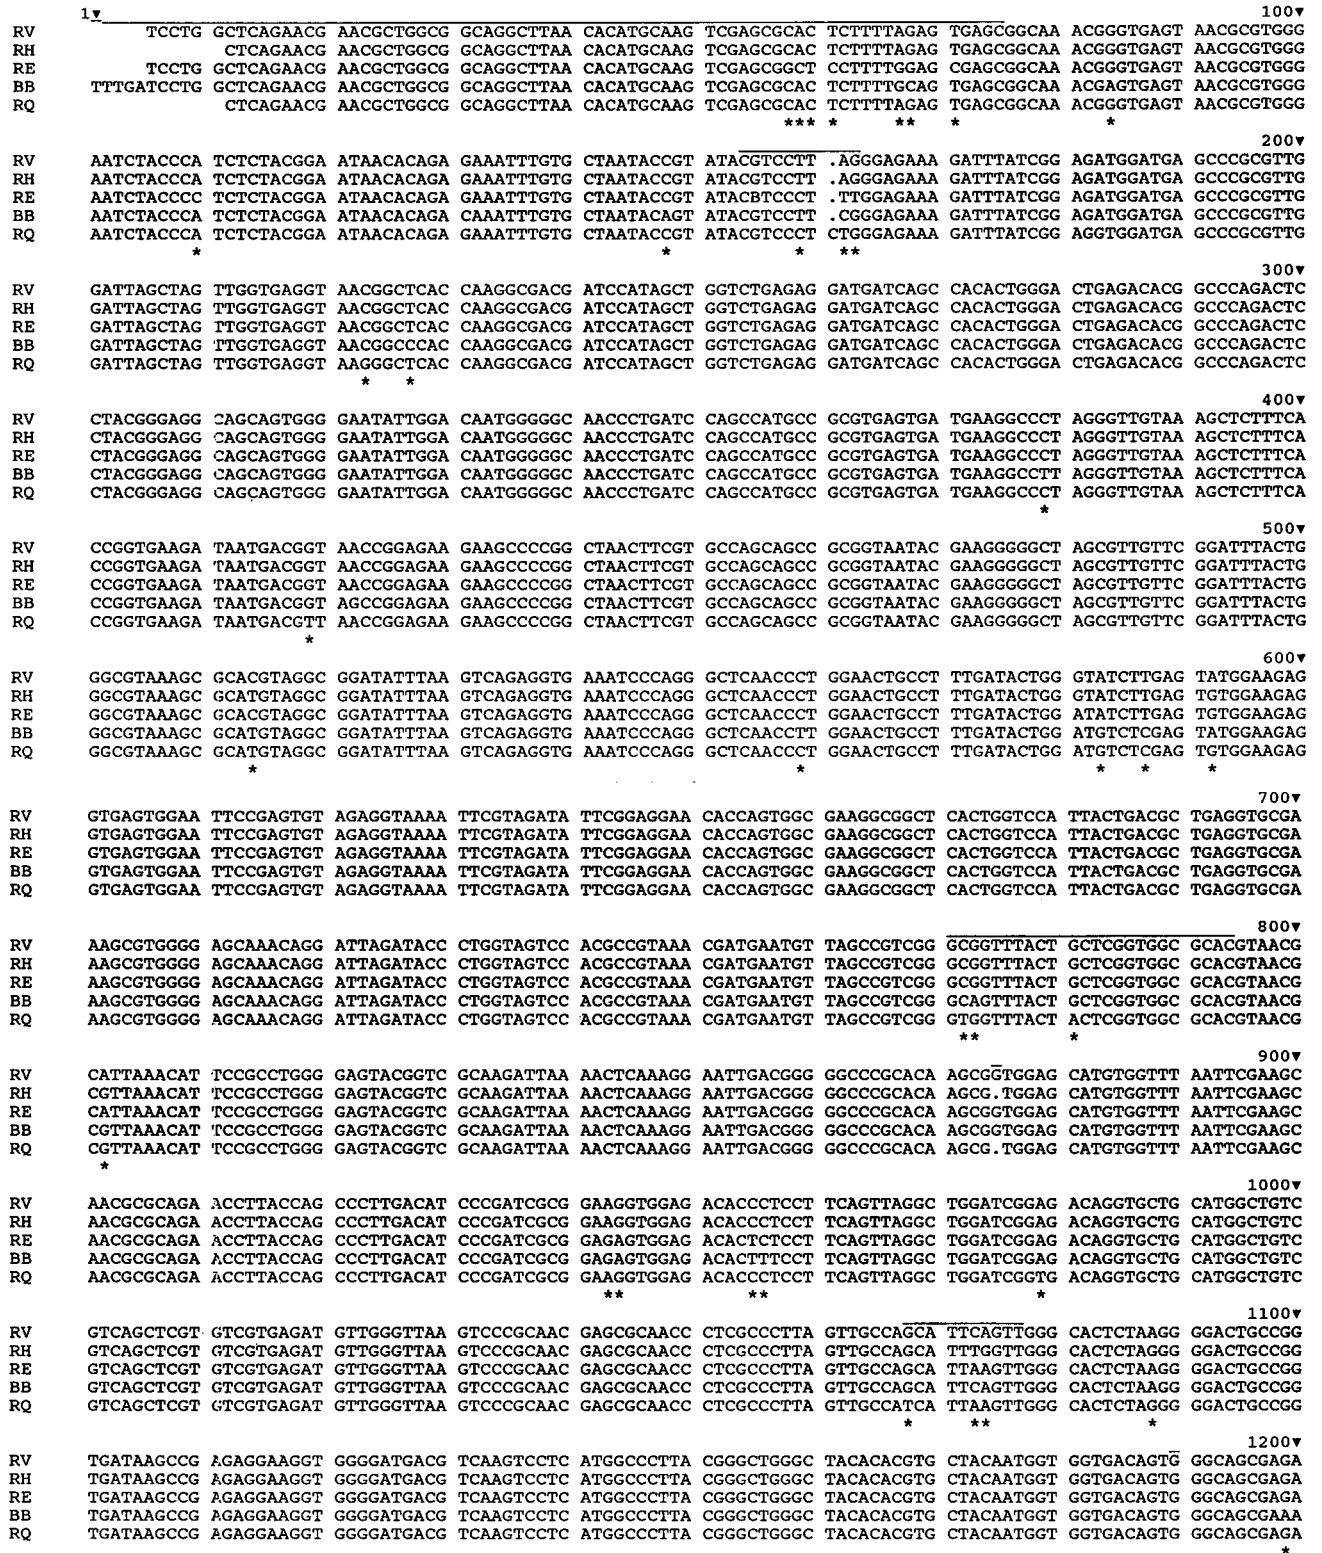 1▼ 100▼
RV TCCTG GCTCAGAACG AACGCTGGCG GCAGGCTTAA CACATGCAAG TCGAGCGCAC TCTTTTAGAG TGAGCGGCAA ACGGGTGAGT AACGCGTGGG
RH CTCAGAACG AACGCTGGCG GCAGGCTTAA CACATGCAAG TCGAGCGCAC TCTTTTAGAG TGAGCGGCAA ACGGGTGAGT AACGCGTGGG
RE TCCTG GCTCAGAACG AACGCTGGCG GCAGGCTTAA CACATGCAAG TCGAGCGGCT CCTTTTGGAG CGAGCGGCAA ACGGGTGAGT AACGCGTGGG
BB TTTGATCCTG GCTCAGAACG AACGCTGGCG GCAGGCTTAA CACATGCAAG TCGAGCGCAC TCTTTTGCAG TGAGCGGCAA ACGAGTGAGT AACGCGTGGG
RQ CTCAGAACG AACGCTGGCG GCAGGCTTAA CACATGCAAG TCGAGCGCAC TCTTTTAGAG TGAGCGGCAA ACGGGTGAGT AACGCGTGGG
*** * ** * *
200▼
RV AATCTACCCA TCTCTACGGA ATAACACAGA GAAATTTGTG CTAATACCGT ATACGTCCTT .AGGGAGAAA GATTTATCGG AGATGGATGA GCCCGCGTTG
RH AATCTACCCA TCTCTACGGA ATAACACAGA GAAATTTGTG CTAATACCGT ATACGTCCTT .AGGGAGAAA GATTTATCGG AGATGGATGA GCCCGCGTTG
RE AATCTACCCC TCTCTACGGA ATAACACAGA GAAATTTGTG CTAATACCGT ATACBTCCCT .TTGGAGAAA GATTTATCGG AGATGGATGA GCCCGCGTTG
BB AATCTACCCA TCTCTACGGA ATAACACAGA CAAATTTGTG CTAATACAGT ATACGTCCTT .CGGGAGAAA GATTTATCGG AGATGGATGA GCCCGCGTTG
RQ AATCTACCCA TCTCTACGGA ATAACACAGA GAAATTTGTG CTAATACCGT ATACGTCCCT CTGGGAGAAA GATTTATCGG AGGTGGATGA GCCCGCGTTG
* * * **
300▼
RV GATTAGCTAG TTGGTGAGGT AACGGCTCAC CAAGGCGACG ATCCATAGCT GGTCTGAGAG GATGATCAGC CACACTGGGA CTGAGACACG GCCCAGACTC
RH GATTAGCTAG TTGGTGAGGT AACGGCTCAC CAAGGCGACG ATCCATAGCT GGTCTGAGAG GATGATCAGC CACACTGGGA CTGAGACACG GCCCAGACTC
RE GATTAGCTAG TTGGTGAGGT AACGGCTCAC CAAGGCGACG ATCCATAGCT GGTCTGAGAG GATGATCAGC CACACTGGGA CTGAGACACG GCCCAGACTC
BB GATTAGCTAG TTGGTGAGGT AACGGCCCAC CAAGGCGACG ATCCATAGCT GGTCTGAGAG GATGATCAGC CACACTGGGA CTGAGACACG GCCCAGACTC
RQ GATTAGCTAG TTGGTGAGGT AAGGGCTCAC CAAGGCGACG ATCCATAGCT GGTCTGAGAG GATGATCAGC CACACTGGGA CTGAGACACG GCCCAGACTC
* *
400▼
RV CTACGGGAGG CAGCAGTGGG GAATATTGGA CAATGGGGGC AACCCTGATC CAGCCATGCC GCGTGAGTGA TGAAGGCCCT AGGGTTGTAA AGCTCTTTCA
RH CTACGGGAGG CAGCAGTGGG GAATATTGGA CAATGGGGGC AACCCTGATC CAGCCATGCC GCGTGAGTGA TGAAGGCCCT AGGGTTGTAA AGCTCTTTCA
RE CTACGGGAGG CAGCAGTGGG GAATATTGGA CAATGGGGGC AACCCTGATC CAGCCATGCC GCGTGAGTGA TGAAGGCCCT AGGGTTGTAA AGCTCTTTCA
BB CTACGGGAGG CAGCAGTGGG GAATATTGGA CAATGGGGGC AACCCTGATC CAGCCATGCC GCGTGAGTGA TGAAGGCCTT AGGGTTGTAA AGCTCTTTCA
RQ CTACGGGAGG CAGCAGTGGG GAATATTGGA CAATGGGGGC AACCCTGATC CAGCCATGCC GCGTGAGTGA TGAAGGCCCT AGGGTTGTAA AGCTCTTTCA
*
500▼
RV CCGGTGAAGA TAATGACGGT AACCGGAGAA GAAGCCCCGG CTAACTTCGT GCCAGCAGCC GCGGTAATAC GAAGGGGGCT AGCGTTGTTC GGATTTACTG
RH CCGGTGAAGA TAATGACGGT AACCGGAGAA GAAGCCCCGG CTAACTTCGT GCCAGCAGCC GCGGTAATAC GAAGGGGGCT AGCGTTGTTC GGATTTACTG
RE CCGGTGAAGA TAATGACGGT AACCGGAGAA GAAGCCCCGG CTAACTTCGT GCCAGCAGCC GCGGTAATAC GAAGGGGGCT AGCGTTGTTC GGATTTACTG
BB CCGGTGAAGA TAATGACGGT AGCCGGAGAA GAAGCCCCGG CTAACTTCGT GCCAGCAGCC GCGGTAATAC GAAGGGGGCT AGCGTTGTTC GGATTTACTG
RQ CCGGTGAAGA TAATGACGTT AACCGGAGAA GAAGCCCCGG CTAACTTCGT GCCAGCAGCC GCGGTAATAC GAAGGGGGCT AGCGTTGTTC GGATTTACTG
*
600▼
RV GGCGTAAAGC GCACGTAGGC GGATATTTAA GTCAGAGGTG AAATCCCAGG GCTCAACCCT GGAACTGCCT TTGATACTGG GTATCTTGAG TATGGAAGAG
RH GGCGTAAAGC GCATGTAGGC GGATATTTAA GTCAGAGGTG AAATCCCAGG GCTCAACCCT GGAACTGCCT TTGATACTGG GTATCTTGAG TGTGGAAGAG
RE GGCGTAAAGC GCACGTAGGC GGATATTTAA GTCAGAGGTG AAATCCCAGG GCTCAACCCT GGAACTGCCT TTGATACTGG ATATCTTGAG TGTGGAAGAG
BB GGCGTAAAGC GCATGTAGGC GGATATTTAA GTCAGAGGTG AAATCCCAGG GCTCAACCTT GGAACTGCCT TTGATACTGG ATGTCTCGAG TATGGAAGAG
RQ GGCGTAAAGC GCATGTAGGC GGATATTTAA GTCAGAGGTG AAATCCCAGG GCTCAACCCT GGAACTGCCT TTGATACTGG ATGTCTCGAG TGTGGAAGAG
* * * * *
700▼
RV GTGAGTGGAA TTCCGAGTGT AGAGGTAAAA TTCGTAGATA TTCGGAGGAA CACCAGTGGC GAAGGCGGCT CACTGGTCCA TTACTGACGC TGAGGTGCGA
RH GTGAGTGGAA TTCCGAGTGT AGAGGTAAAA TTCGTAGATA TTCGGAGGAA CACCAGTGGC GAAGGCGGCT CACTGGTCCA TTACTGACGC TGAGGTGCGA
RE GTGAGTGGAA TTCCGAGTGT AGAGGTAAAA TTCGTAGATA TTCGGAGGAA CACCAGTGGC GAAGGCGGCT CACTGGTCCA TTACTGACGC TGAGGTGCGA
BB GTGAGTGGAA TTCCGAGTGT AGAGGTAAAA TTCGTAGATA TTCGGAGGAA CACCAGTGGC GAAGGCGGCT CACTGGTCCA TTACTGACGC TGAGGTGCGA
RQ GTGAGTGGAA TTCCGAGTGT AGAGGTAAAA TTCGTAGATA TTCGGAGGAA CACCAGTGGC GAAGGCGGCT CACTGGTCCA TTACTGACGC TGAGGTGCGA
800▼
RV AAGCGTGGGG AGCAAACAGG ATTAGATACC CTGGTAGTCC ACGCCGTAAA CGATGAATGT TAGCCGTCGG GCGGTTTACT GCTCGGTGGC GCACGTAACG
RH AAGCGTGGGG AGCAAACAGG ATTAGATACC CTGGTAGTCC ACGCCGTAAA CGATGAATGT TAGCCGTCGG GCGGTTTACT GCTCGGTGGC GCACGTAACG
RE AAGCGTGGGG AGCAAACAGG ATTAGATACC CTGGTAGTCC ACGCCGTAAA CGATGAATGT TAGCCGTCGG GCGGTTTACT GCTCGGTGGC GCACGTAACG
BB AAGCGTGGGG AGCAAACAGG ATTAGATACC CTGGTAGTCC ACGCCGTAAA CGATGAATGT TAGCCGTCGG GCAGTTTACT GCTCGGTGGC GCACGTAACG
RQ AAGCGTGGGG AGCAAACAGG ATTAGATACC CTGGTAGTCC ACGCCGTAAA CGATGAATGT TAGCCGTCGG GTGGTTTACT ACTCGGTGGC GCACGTAACG
** *
900▼
RV CATTAAACAT TCCGCCTGGG GAGTACGGTC GCAAGATTAA AACTCAAAGG AATTGACGGG GGCCCGCACA AGCGGTGGAG CATGTGGTTT AATTCGAAGC
RH CGTTAAACAT TCCGCCTGGG GAGTACGGTC GCAAGATTAA AACTCAAAGG AATTGACGGG GGCCCGCACA AGCG.TGGAG CATGTGGTTT AATTCGAAGC
RE CATTAAACAT TCCGCCTGGG GAGTACGGTC GCAAGATTAA AACTCAAAGG AATTGACGGG GGCCCGCACA AGCGGTGGAG CATGTGGTTT AATTCGAAGC
BB CGTTAAACAT TCCGCCTGGG GAGTACGGTC GCAAGATTAA AACTCAAAGG AATTGACGGG GGCCCGCACA AGCGGTGGAG CATGTGGTTT AATTCGAAGC
RQ CGTTAAACAT TCCGCCTGGG GAGTACGGTC GCAAGATTAA AACTCAAAGG AATTGACGGG GGCCCGCACA AGCG.TGGAG CATGTGGTTT AATTCGAAGC
*
1000▼
RV AACGCGCAGA ACCTTACCAG CCCTTGACAT CCCGATCGCG GAAGGTGGAG ACACCCTCCT TCAGTTAGGC TGGATCGGAG ACAGGTGCTG CATGGCTGTC
RH AACGCGCAGA ACCTTACCAG CCCTTGACAT CCCGATCGCG GAAGGTGGAG ACACCCTCCT TCAGTTAGGC TGGATCGGAG ACAGGTGCTG CATGGCTGTC
RE AACGCGCAGA ACCTTACCAG CCCTTGACAT CCCGATCGCG GAGAGTGGAG ACACTCTCCT TCAGTTAGGC TGGATCGGAG ACAGGTGCTG CATGGCTGTC
BB AACGCGCAGA ACCTTACCAG CCCTTGACAT CCCGATCGCG GAGAGTGGAG ACACTTTCCT TCAGTTAGGC TGGATCGGAG ACAGGTGCTG CATGGCTGTC
RQ AACGCGCAGA ACCTTACCAG CCCTTGACAT CCCGATCGCG GAAGGTGGAG ACACCCTCCT TCAGTTAGGC TGGATCGGTG ACAGGTGCTG CATGGCTGTC
** ** *
1100▼
RV GTCAGCTCGT GTCGTGAGAT GTTGGGTTAA GTCCCGCAAC GAGCGCAACC CTCGCCCTTA GTTGCCAGCA TTCAGTTGGG CACTCTAAGG GGACTGCCGG
RH GTCAGCTCGT GTCGTGAGAT GTTGGGTTAA GTCCCGCAAC GAGCGCAACC CTCGCCCTTA GTTGCCAGCA TTTGGTTGGG CACTCTAGGG GGACTGCCGG
RE GTCAGCTCGT GTCGTGAGAT GTTGGGTTAA GTCCCGCAAC GAGCGCAACC CTCGCCCTTA GTTGCCAGCA TTAAGTTGGG CACTCTAAGG GGACTGCCGG
BB GTCAGCTCGT GTCGTGAGAT GTTGGGTTAA GTCCCGCAAC GAGCGCAACC CTCGCCCTTA GTTGCCAGCA TTCAGTTGGG CACTCTAAGG GGACTGCCGG
RQ GTCAGCTCGT GTCGTGAGAT GTTGGGTTAA GTCCCGCAAC GAGCGCAACC CTCGCCCTTA GTTGCCATCA TTAAGTTGGG CACTCTAGGG GGACTGCCGG
* ** *
1200▼
RV TGATAAGCCG AGAGGAAGGT GGGGATGACG TCAAGTCCTC ATGGCCCTTA CGGGCTGGGC TACACACGTG CTACAATGGT GGTGACAGTG GGCAGCGAGA
RH TGATAAGCCG AGAGGAAGGT GGGGATGACG TCAAGTCCTC ATGGCCCTTA CGGGCTGGGC TACACACGTG CTACAATGGT GGTGACAGTG GGCAGCGAGA
RE TGATAAGCCG AGAGGAAGGT GGGGATGACG TCAAGTCCTC ATGGCCCTTA CGGGCTGGGC TACACACGTG CTACAATGGT GGTGACAGTG GGCAGCGAGA
BB TGATAAGCCG AGAGGAAGGT GGGGATGACG TCAAGTCCTC ATGGCCCTTA CGGGCTGGGC TACACACGTG CTACAATGGT GGTGACAGTG GGCAGCGAAA
RQ TGATAAGCCG AGAGGAAGGT GGGGATGACG TCAAGTCCTC ATGGCCCTTA CGGGCTGGGC TACACACGTG CTACAATGGT GGTGACAGTG GGCAGCGAGA
*